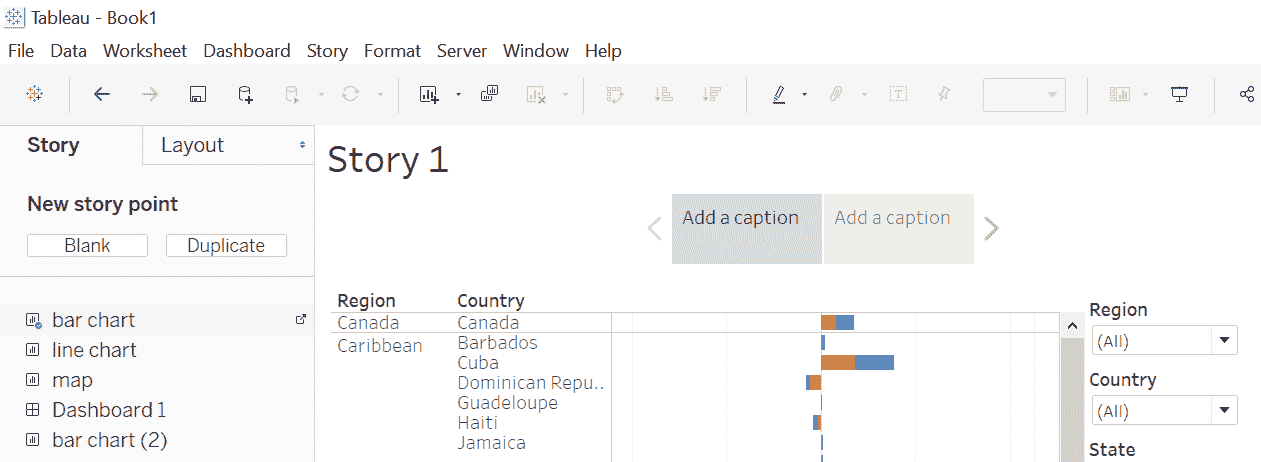 Tableau - Book1
File Data Worksheet Dashboard Story Format Server Window Help
Story Layout
Story 1
New story point
Blank Duplicate
Add a caption Add a caption
bar chart
line chart
map
Dashboard 1
bar chart (2)
Region Country
Canada Canada
Caribbean Barbados
Cuba
Dominican Repu..
Guadeloupe
Haiti
Jamaica
Region
(All)
Country
(All)
State